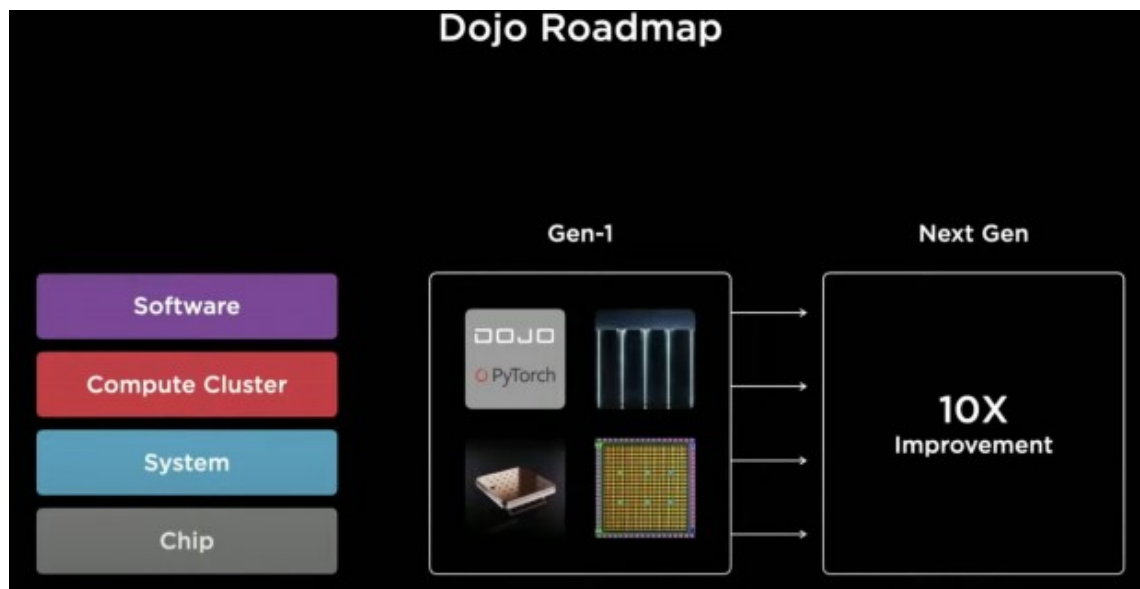 Dojo Roadmap
Software
Compute Cluster
System
Chip
Gen-1
DOJO
PyTorch
Next Gen
10X
Improvement